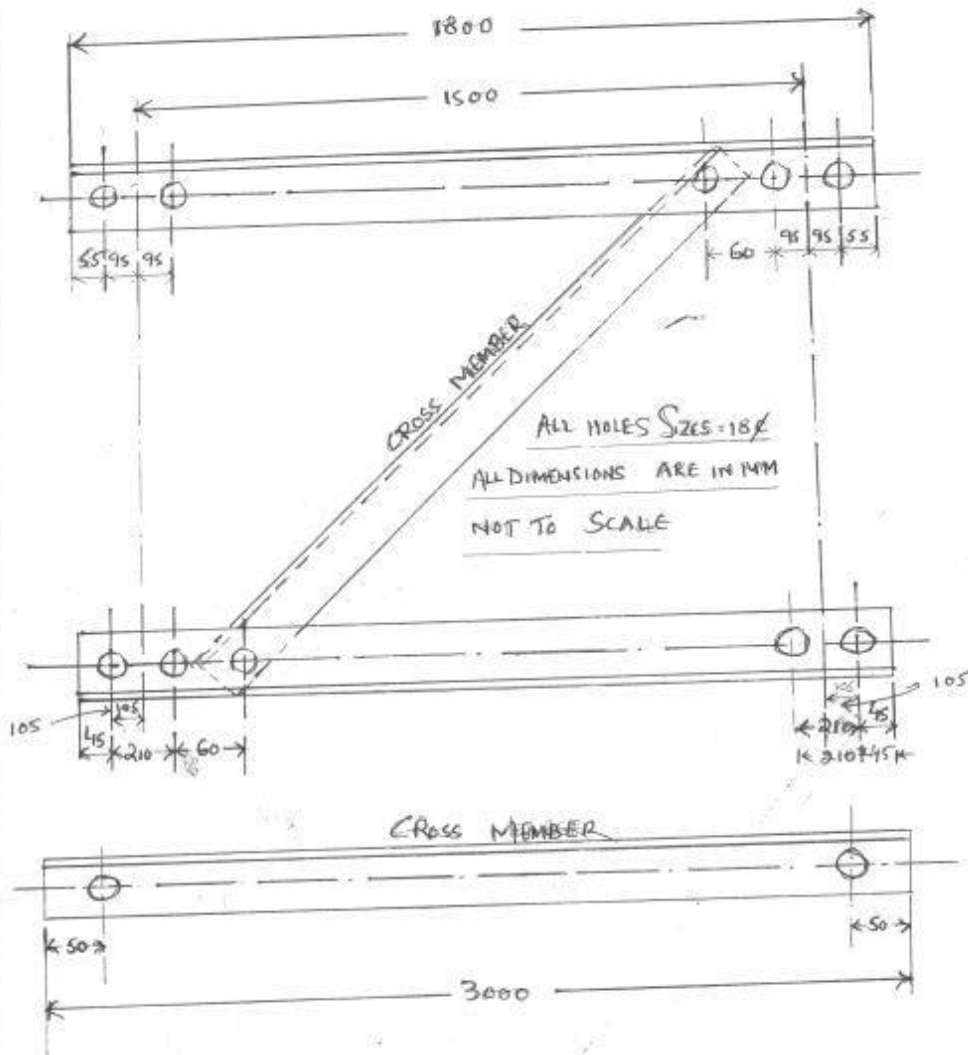 1800
1500
55 95 95
60 95 95 55
CROSS MEMBER
ALL HOLES SIZES = 18Ø
ALL DIMENSIONS ARE IN MM
NOT TO SCALE
105 105
105
45 210 60
210 45
210 45
CROSS MEMBER
50 50
3000